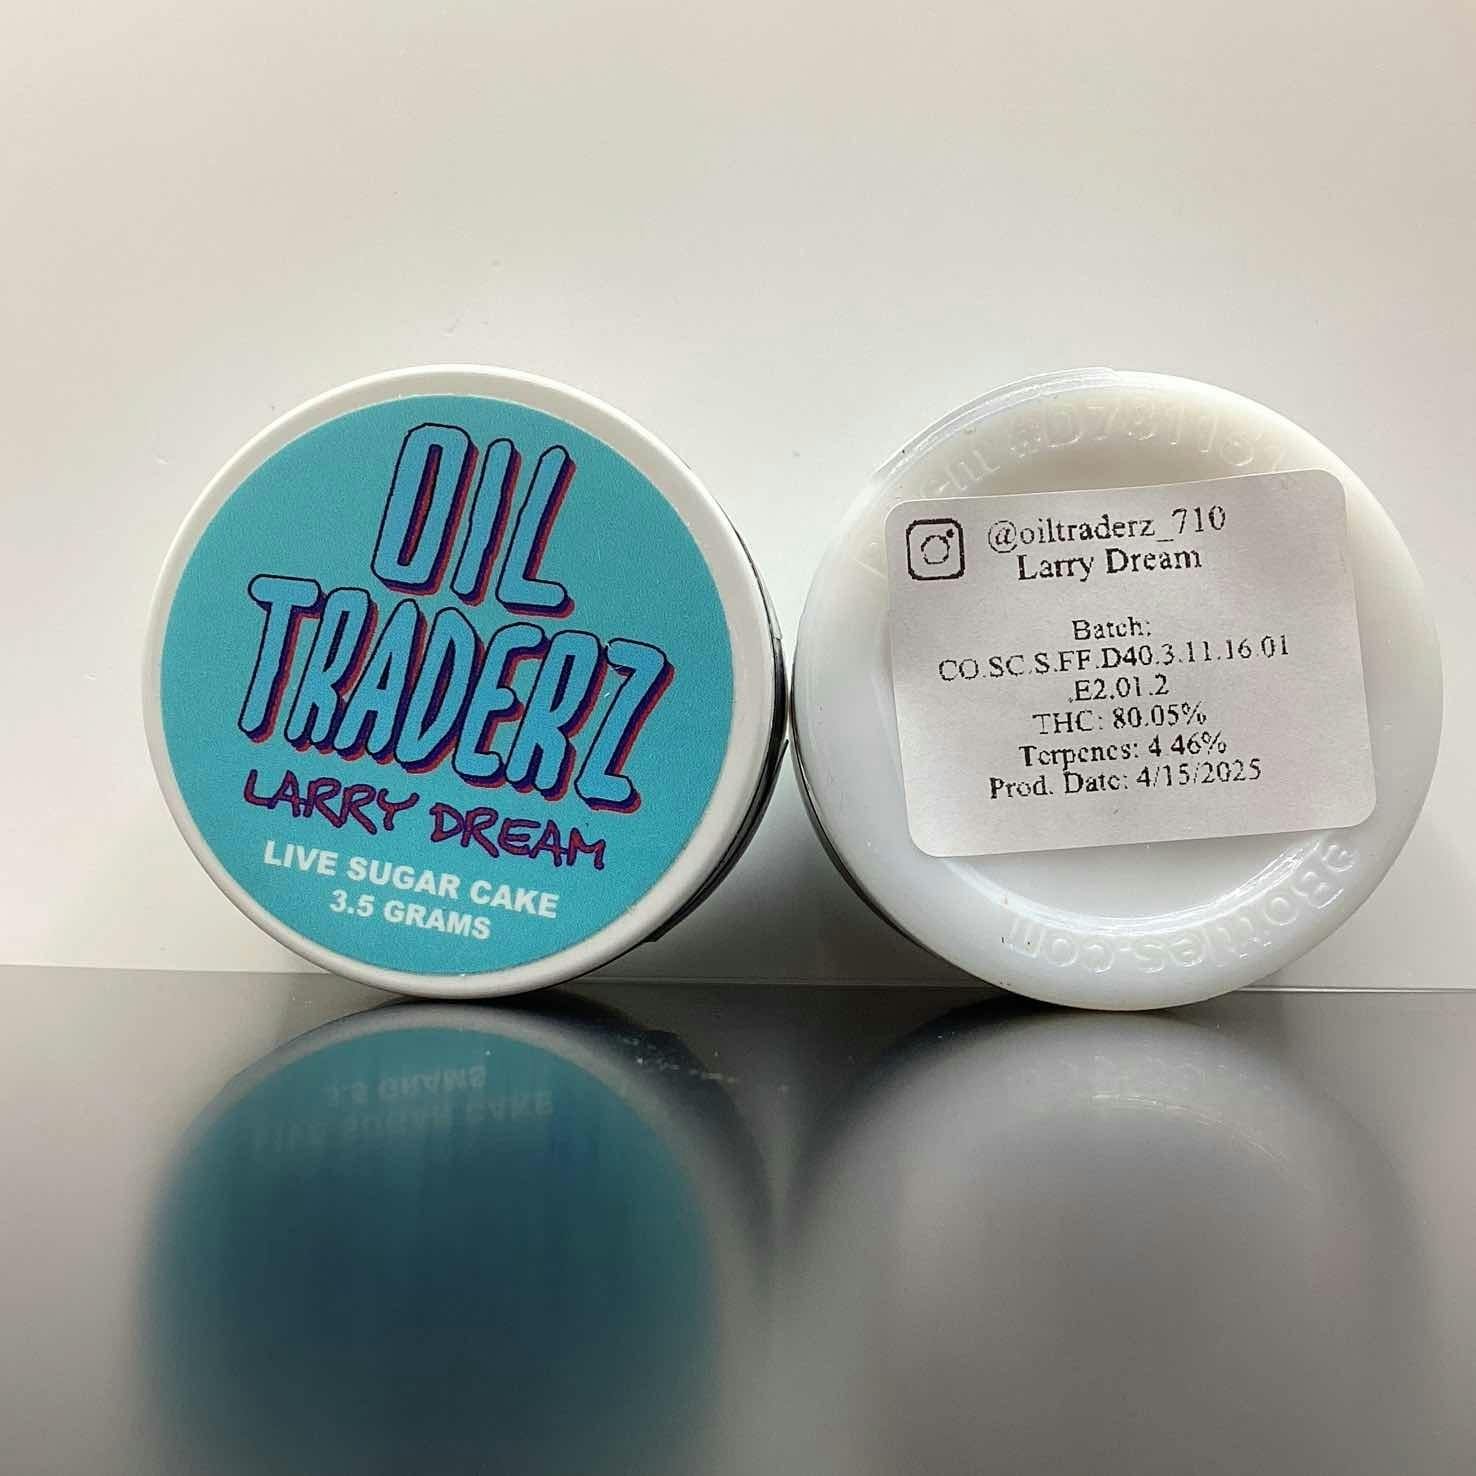 OIL
TRADERZ
LARRY DREAM
LIVE SUGAR CAKE
3.5 GRAMS
@oiltraderz_710
Larry Dream
Batch:
CO.SC.S.FF.D40.3.11.16.01
.E2.01.2
THC: 80.05%
Terpenes: 4.46%
Prod. Date: 4/15/2025